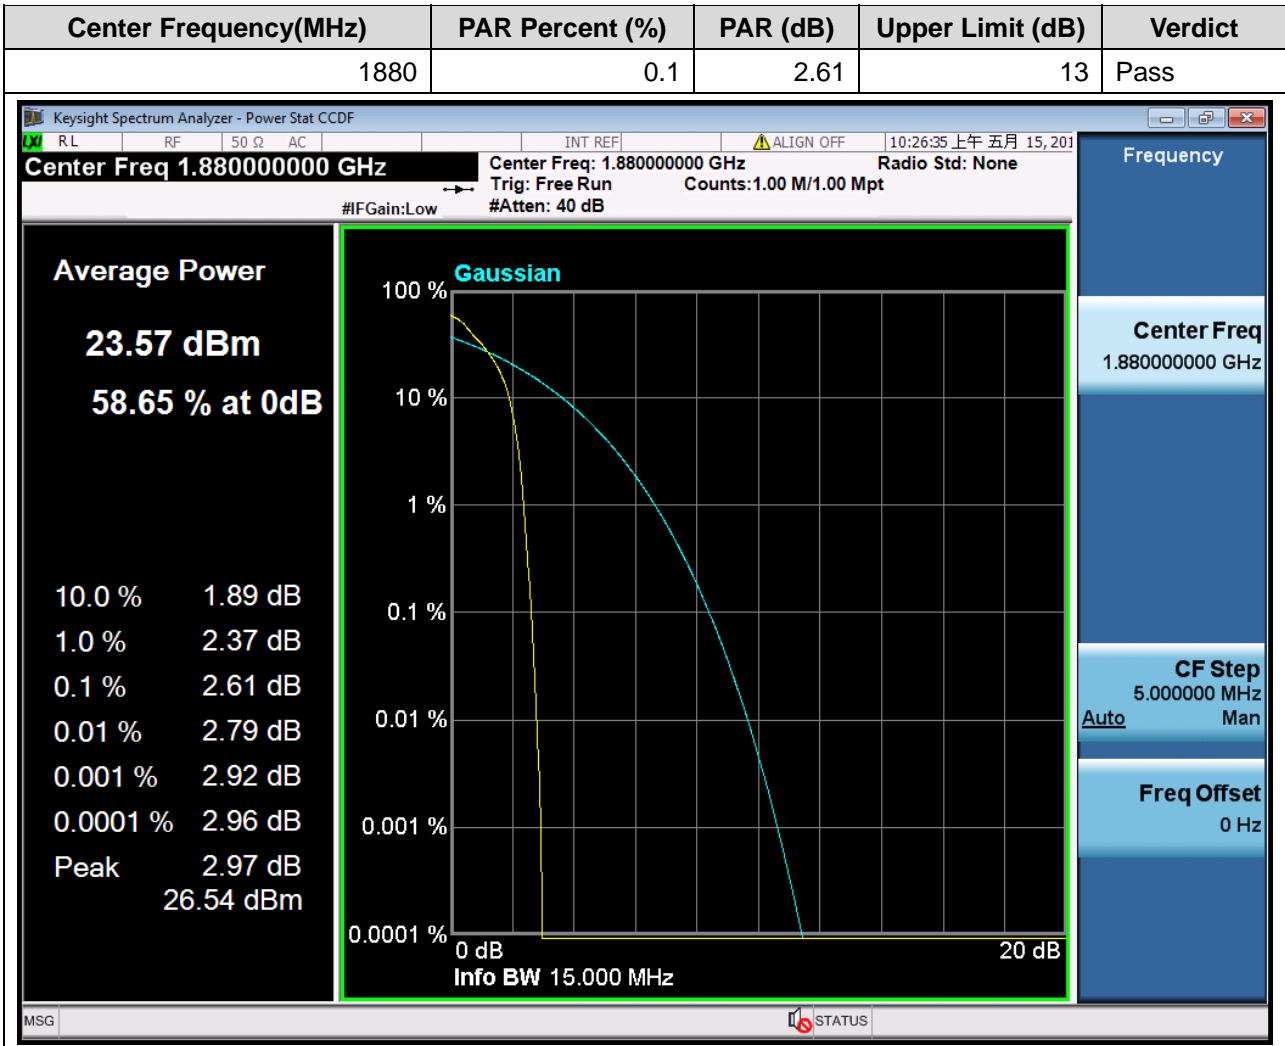 Center Frequency(MHz) PAR Percent (%) PAR (dB) Upper Limit (dB) Verdict
1880 0.1 2.61 13 Pass
Keysight Spectrum Analyzer - Power Stat CCDF
LXI RL RF 50 Ω AC INT REF ALIGN OFF 10:26:35 上午 五月 15, 201
Center Freq 1.880000000 GHz
Center Freq: 1.880000000 GHz Radio Std: None
Trig: Free Run Counts:1.00 M/1.00 Mpt
#IFGain:Low #Atten: 40 dB
Frequency
Average Power
23.57 dBm
58.65 % at 0dB
10.0 % 1.89 dB
1.0 % 2.37 dB
0.1 % 2.61 dB
0.01 % 2.79 dB
0.001 % 2.92 dB
0.0001 % 2.96 dB
Peak 2.97 dB
26.54 dBm
Gaussian
100 %
10 %
1 %
0.1 %
0.01 %
0.001 %
0.0001 %
0 dB 20 dB
Info BW 15.000 MHz
Center Freq
1.880000000 GHz
CF Step
5.000000 MHz
Auto Man
Freq Offset
0 Hz
MSG STATUS